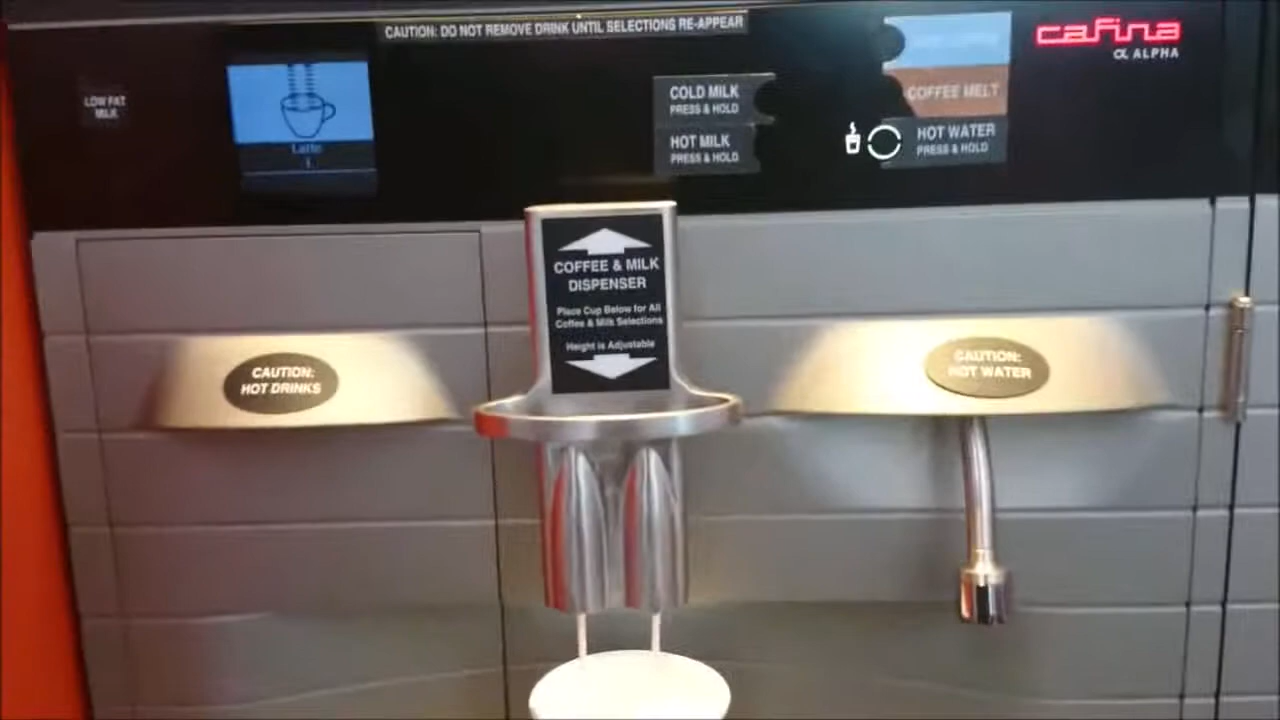 CAUTION: DO NOT REMOVE DRINK UNTIL SELECTIONS RE-APPEAR
cafina
α ALPHA
LOW FAT
MILK
Latte
COLD MILK
PRESS & HOLD
HOT MILK
PRESS & HOLD
COFFEE MELT
HOT WATER
PRESS & HOLD
COFFEE & MILK
DISPENSER
Place Cup Below for All
Coffee & Milk Selections
Height is Adjustable
CAUTION:
HOT DRINKS
CAUTION:
HOT WATER